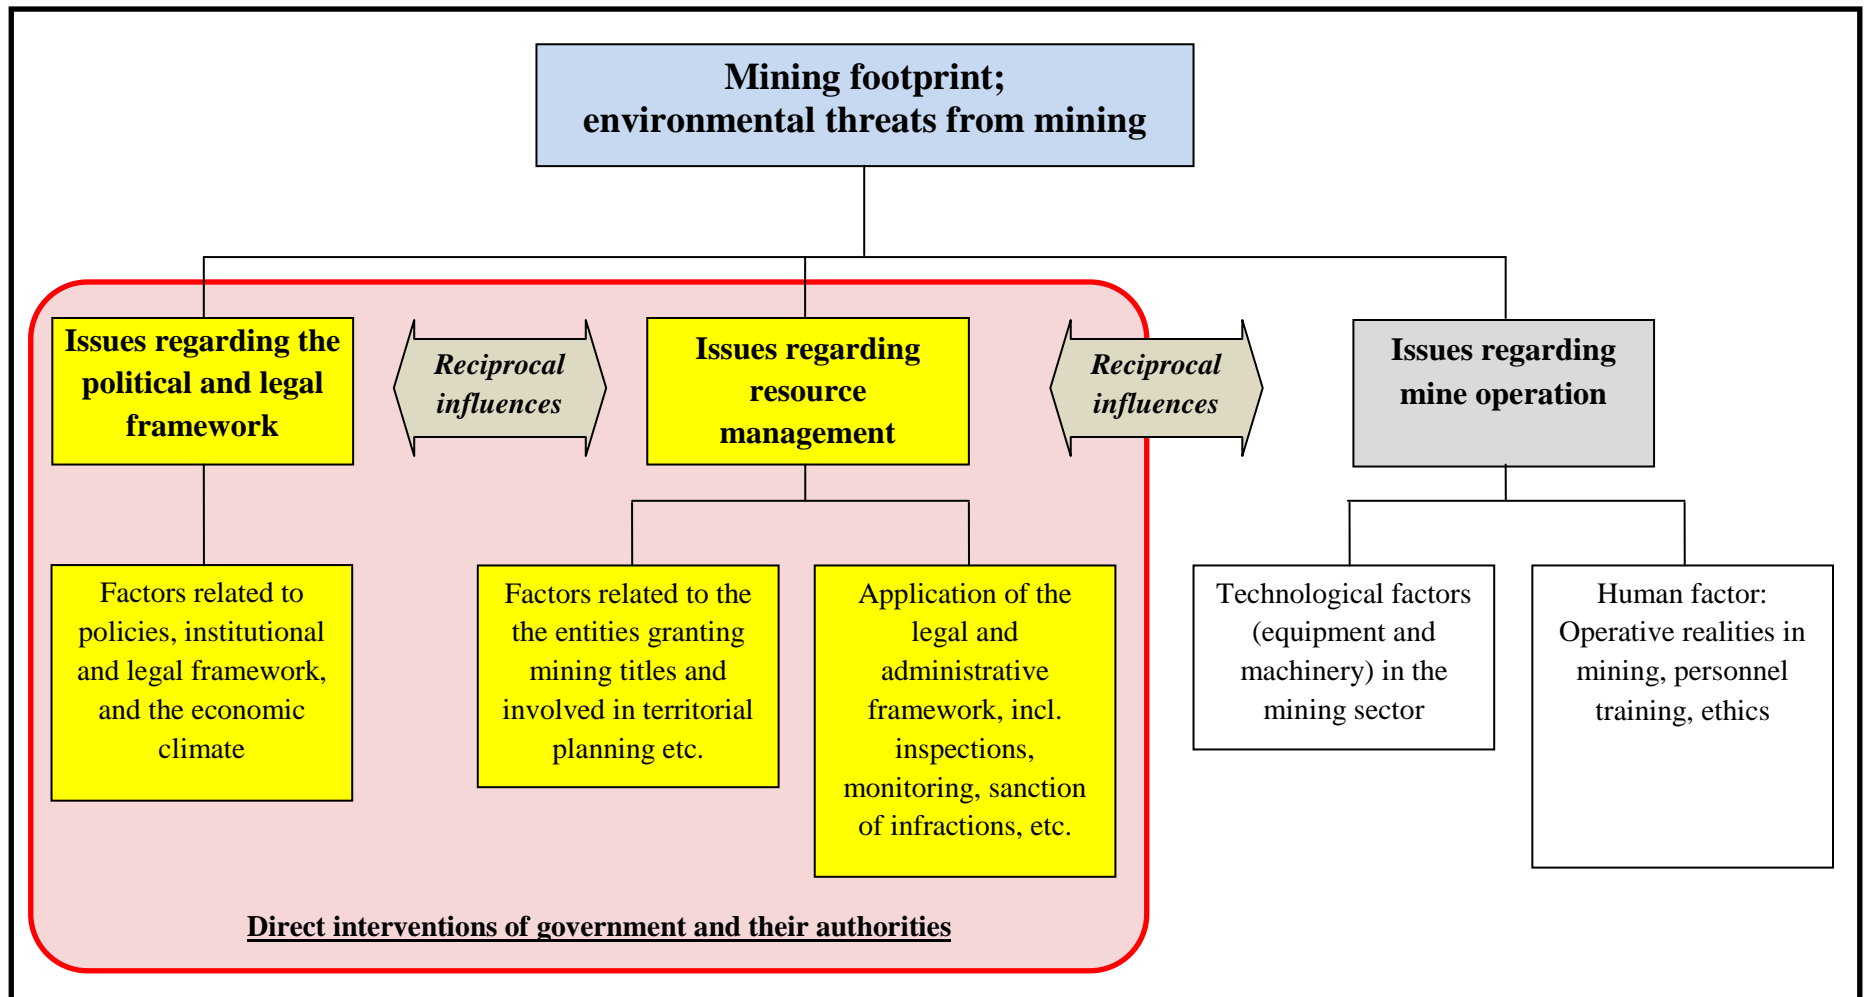 Mining footprint;
environmental threats from mining
Issues regarding the
political and legal
framework
Reciprocal
influences
Issues regarding
resource
management
Reciprocal
influences
Issues regarding
mine operation
Factors related to
policies, institutional
and legal framework,
and the economic
climate
Factors related to the
the entities granting
mining titles and
involved in territorial
planning etc.
Application of the
legal and
administrative
framework, incl.
inspections,
monitoring, sanction
of infractions, etc.
Technological factors
(equipment and
machinery) in the
mining sector
Human factor:
Operative realities in
mining, personnel
training, ethics
Direct interventions of government and their authorities